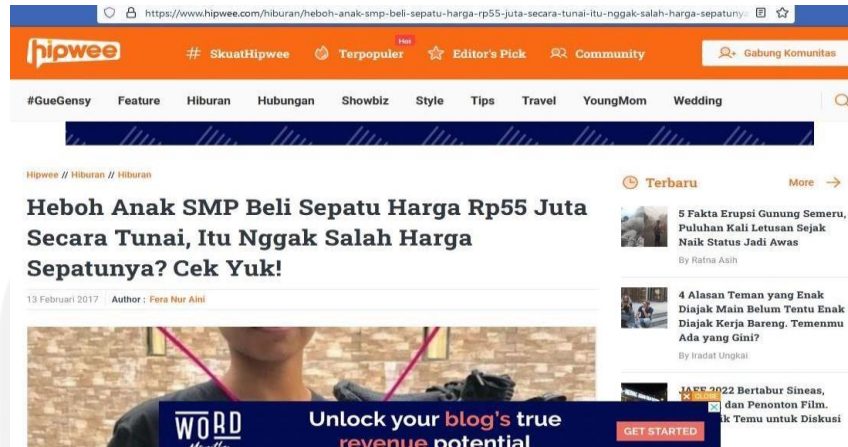 https://www.hipwee.com/hiburan/heboh-anak-smp-beli-sepatu-harga-rp55-juta-secara-tunai-itu-nggak-salah-harga-sepatunya
hipwee
# SkuatHipwee
Terpopuler
Hot
Editor's Pick
Community
Gabung Komunitas
#GueGensy Feature Hiburan Hubungan Showbiz Style Tips Travel YoungMom Wedding
Hipwee // Hiburan // Hiburan
Heboh Anak SMP Beli Sepatu Harga Rp55 Juta
Secara Tunai, Itu Nggak Salah Harga
Sepatunya? Cek Yuk!
13 Februari 2017 Author : Fera Nur Aini
Terbaru
More
5 Fakta Erupsi Gunung Semeru,
Puluhan Kali Letusan Sejak
Naik Status Jadi Awas
By Ratna Asih
4 Alasan Teman yang Enak
Diajak Main Belum Tentu Enak
Diajak Kerja Bareng. Temenmu
Ada yang Gini?
By Iradat Ungkai
JAFF 2022 Bertabur Sineas,
dan Penonton Film.
Temu untuk Diskusi
CLOSE
WORD
Unlock your blog's true
revenue potential
GET STARTED